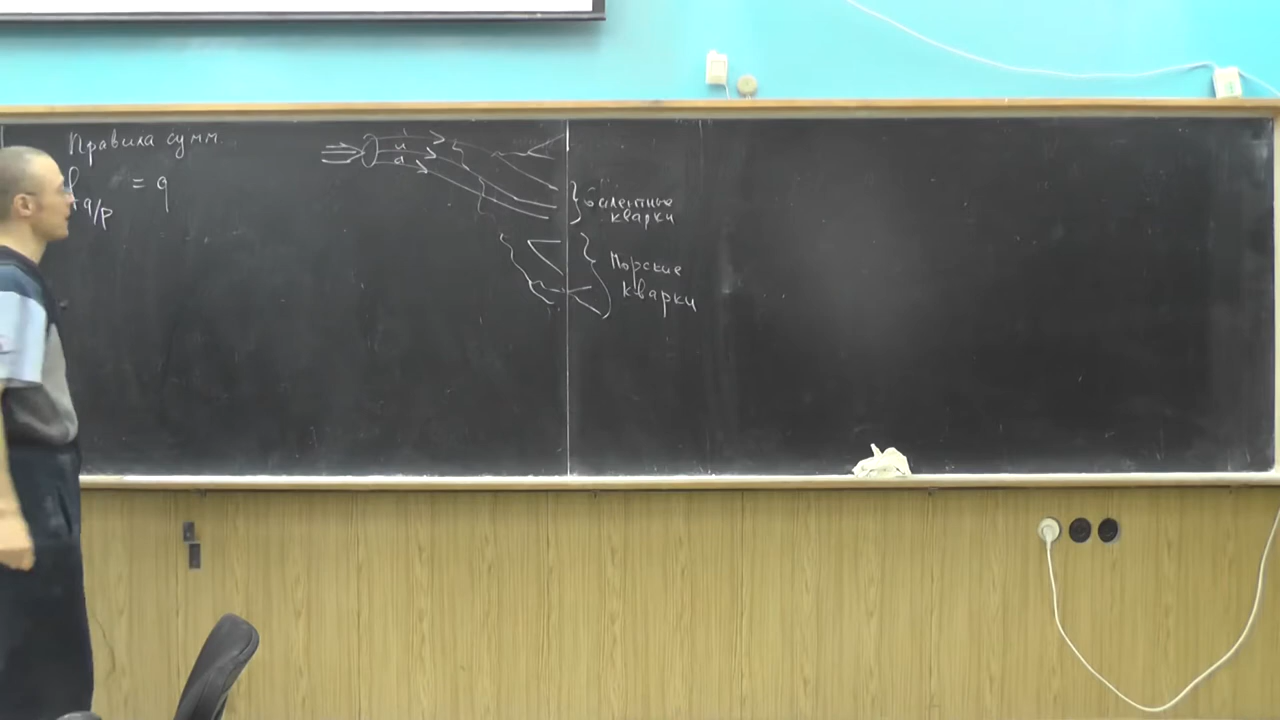 Правила сумм
f q/p = q
u
d
Валентные
кварки
Морские
кварки